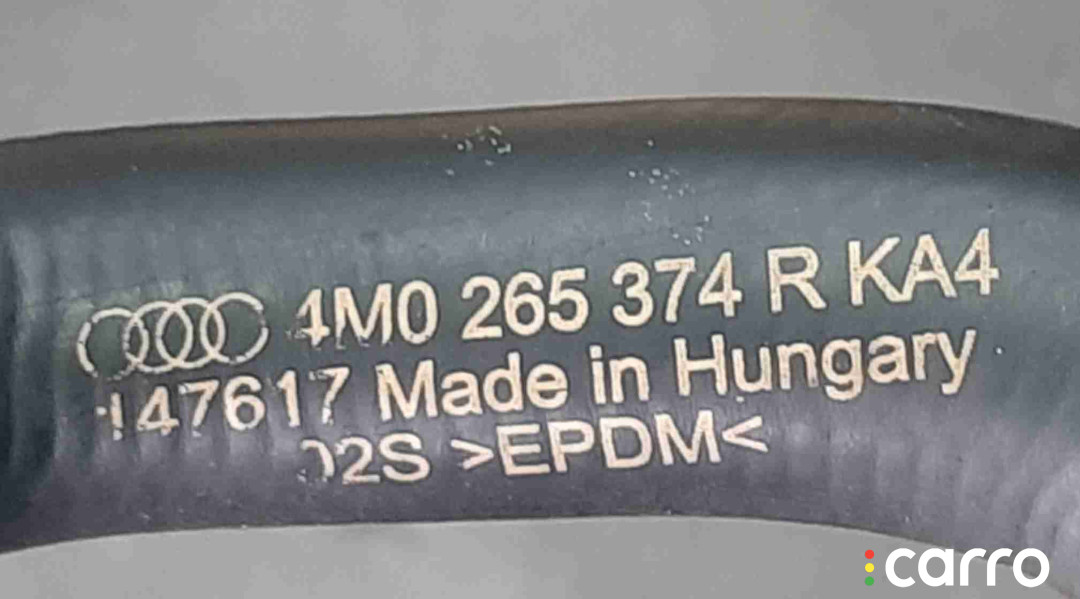 4M0 265 374 R KA4
147617 Made in Hungary
02S >EPDM<
carro